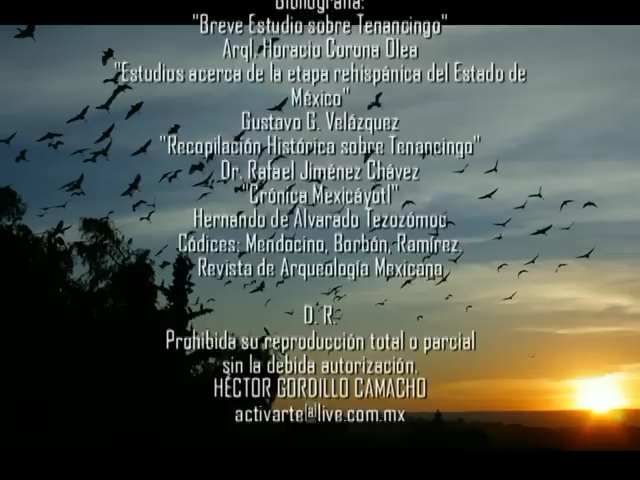 Bibliografía:
"Breve Estudio sobre Tenancingo"
Arql. Horacio Corona Olea
"Estudios acerca de la etapa rehispánica del Estado de
México"
Gustavo G. Velázquez
"Recopilación Histórica sobre Tenancingo"
Dr. Rafael Jiménez Chávez
"Crónica Mexicáyotl"
Hernando de Alvarado Tezozómoc
Códices: Mendocino, Borbón, Ramírez
Revista de Arqueología Mexicana
D. R.
Prohibida su reproducción total o parcial
sin la debida autorización.
HÉCTOR GORDILLO CAMACHO
activarte@live.com.mx